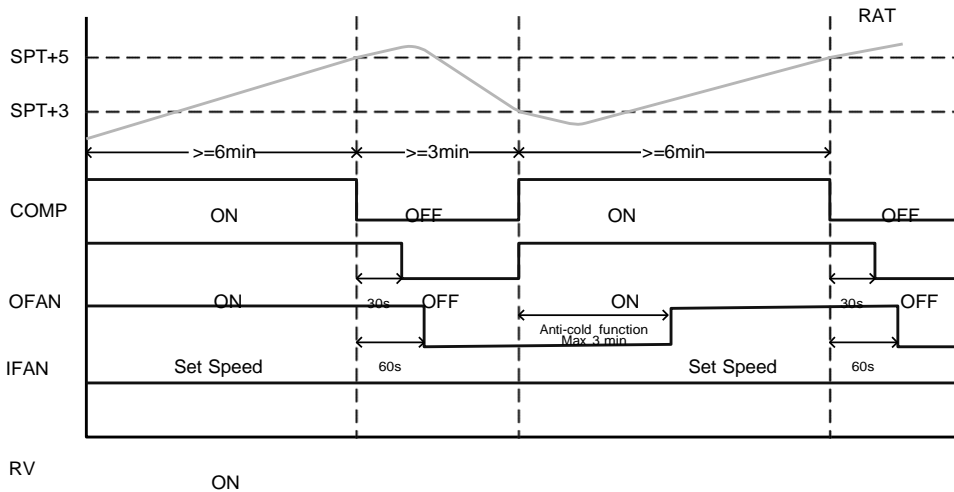 RAT
SPT+5
SPT+3
>=6min >=3min >=6min
COMP ON OFF ON OFF
OFAN ON 30s OFF ON 30s OFF
Anti-cold function
Max 3 min
IFAN Set Speed 60s Set Speed 60s
RV
ON